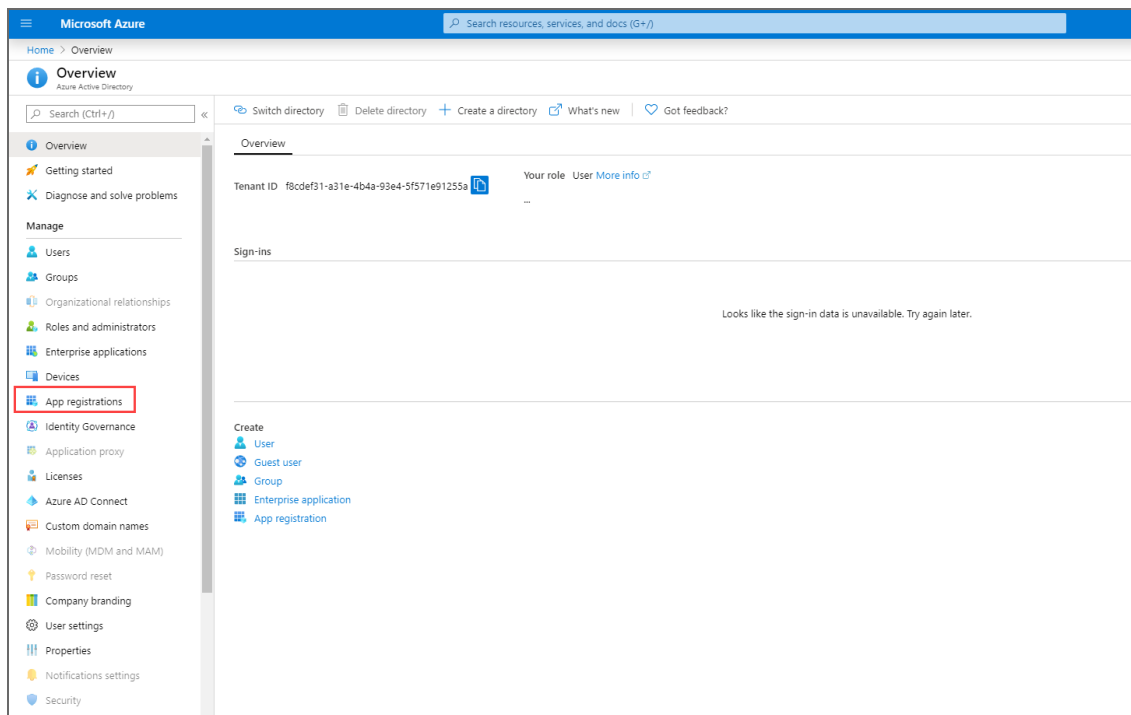 Microsoft Azure
Search resources, services, and docs (G+/)
Home > Overview
Overview
Azure Active Directory
Search (Ctrl+/)
«
Switch directory
Delete directory
Create a directory
What's new
Got feedback?
Overview
Getting started
Diagnose and solve problems
Manage
Users
Groups
Organizational relationships
Roles and administrators
Enterprise applications
Devices
App registrations
Identity Governance
Application proxy
Licenses
Azure AD Connect
Custom domain names
Mobility (MDM and MAM)
Password reset
Company branding
User settings
Properties
Notifications settings
Security
Overview
Tenant ID f8cdef31-a31e-4b4a-93e4-5f571e91255a
Your role User More info
...
Sign-ins
Looks like the sign-in data is unavailable. Try again later.
Create
User
Guest user
Group
Enterprise application
App registration